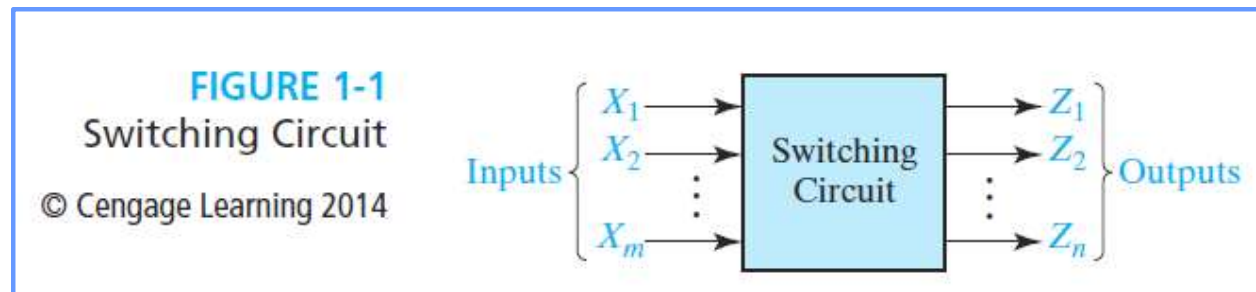 FIGURE 1-1
Switching Circuit
© Cengage Learning 2014
Inputs
X1
X2
Xm
Switching
Circuit
Z1
Z2
Zn
Outputs